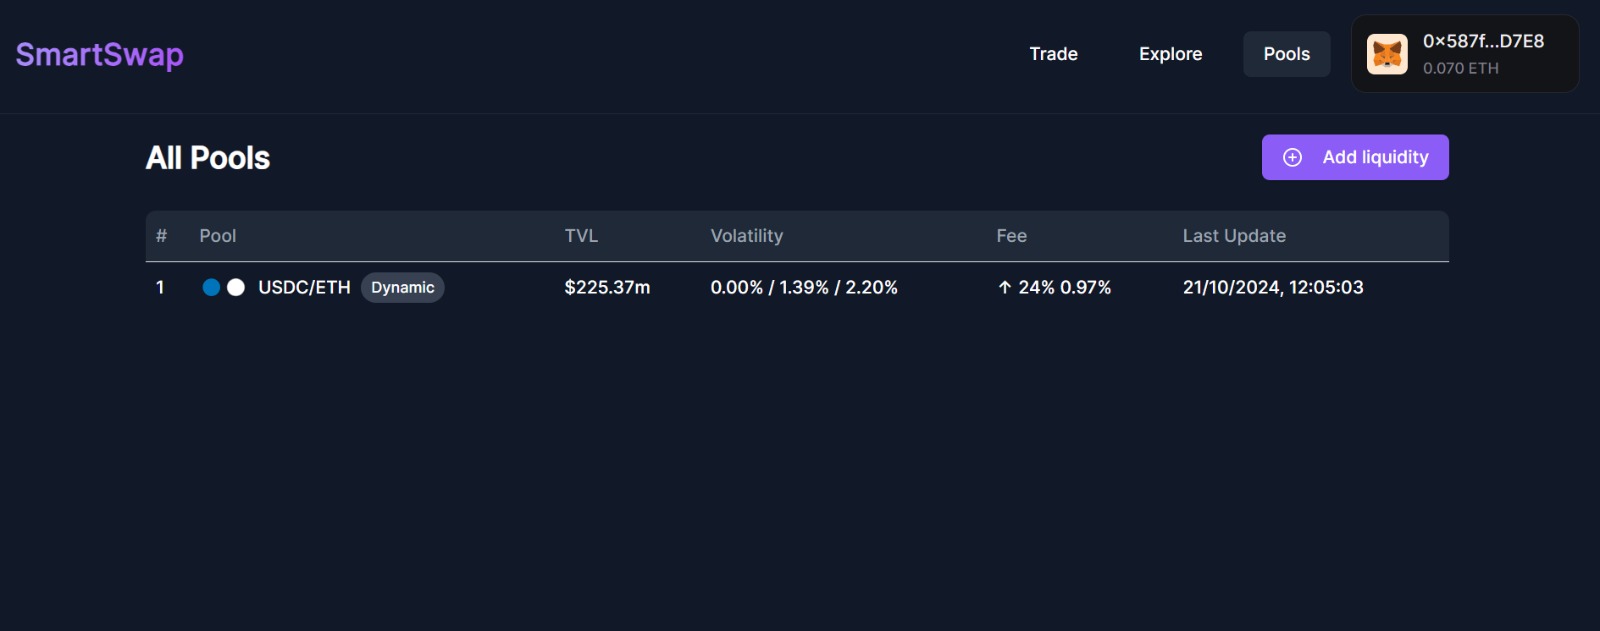 SmartSwap
Trade Explore Pools 0×587f...D7E8
0.070 ETH
All Pools Add liquidity
# Pool TVL Volatility Fee Last Update
1 USDC/ETH Dynamic $225.37m 0.00% / 1.39% / 2.20% ↑ 24% 0.97% 21/10/2024, 12:05:03